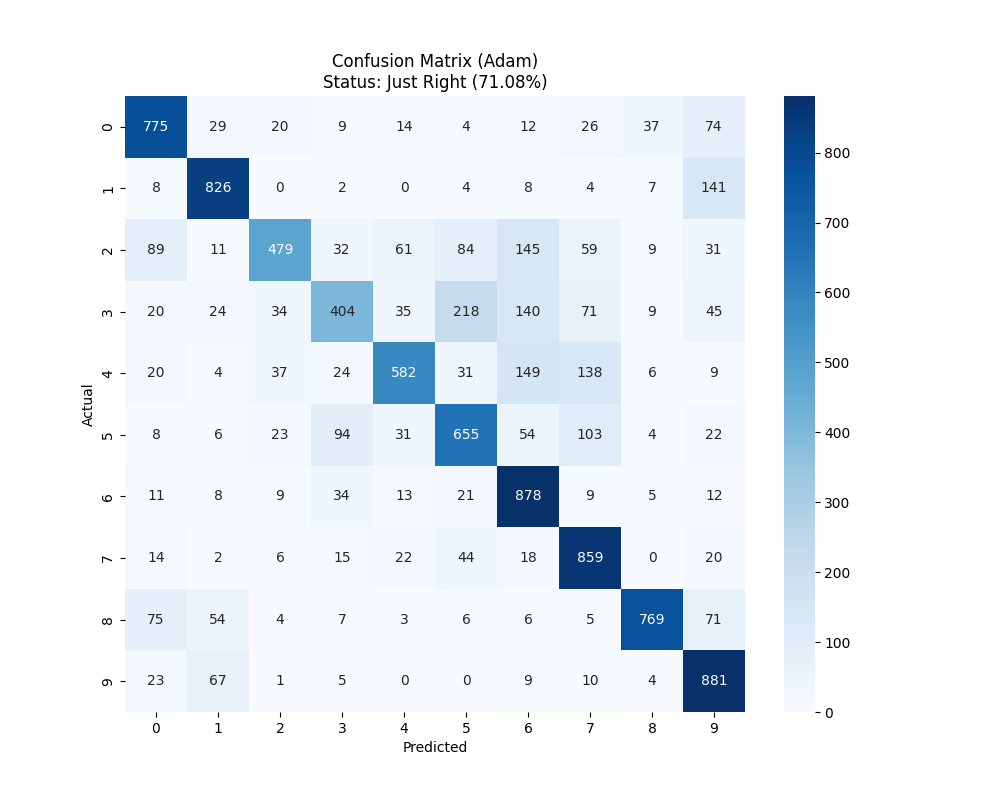 Confusion Matrix (Adam)
Status: Just Right (71.08%)
0 775 29 20 9 14 4 12 26 37 74
1 8 826 0 2 0 4 8 4 7 141
2 89 11 479 32 61 84 145 59 9 31
3 20 24 34 404 35 218 140 71 9 45
4 20 4 37 24 582 31 149 138 6 9
5 8 6 23 94 31 655 54 103 4 22
6 11 8 9 34 13 21 878 9 5 12
7 14 2 6 15 22 44 18 859 0 20
8 75 54 4 7 3 6 6 5 769 71
9 23 67 1 5 0 0 9 10 4 881
0 1 2 3 4 5 6 7 8 9
Predicted
Actual
800
700
600
500
400
300
200
100
0